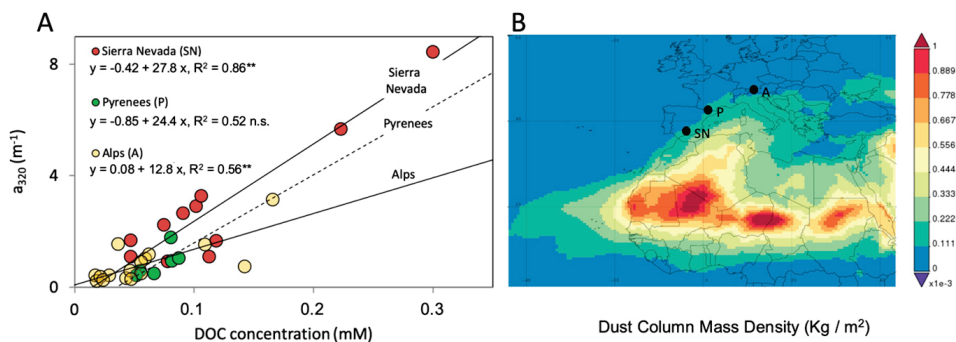 A
Sierra Nevada (SN)
y = -0.42 + 27.8 x, R² = 0.86**
Pyrenees (P)
y = -0.85 + 24.4 x, R² = 0.52 n.s.
Alps (A)
y = 0.08 + 12.8 x, R² = 0.56**
Sierra
Nevada
Pyrenees
Alps
8
4
0
a320 (m⁻¹)
0 0.1 0.2 0.3
DOC concentration (mM)
B
A
P
SN
1
0.889
0.778
0.667
0.556
0.444
0.333
0.222
0.111
0
x1e-3
Dust Column Mass Density (Kg / m²)